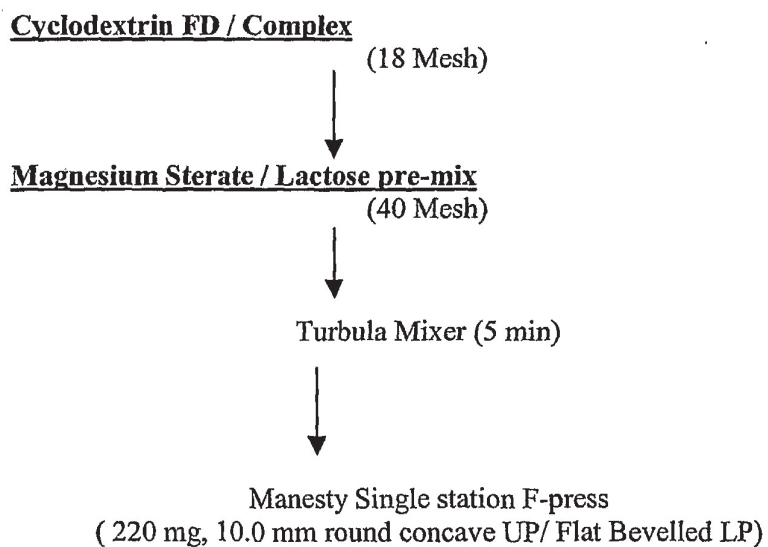 Cyclodextrin FD / Complex
(18 Mesh)
Magnesium Sterate / Lactose pre-mix
(40 Mesh)
Turbula Mixer (5 min)
Manesty Single station F-press
( 220 mg, 10.0 mm round concave UP/ Flat Bevelled LP)